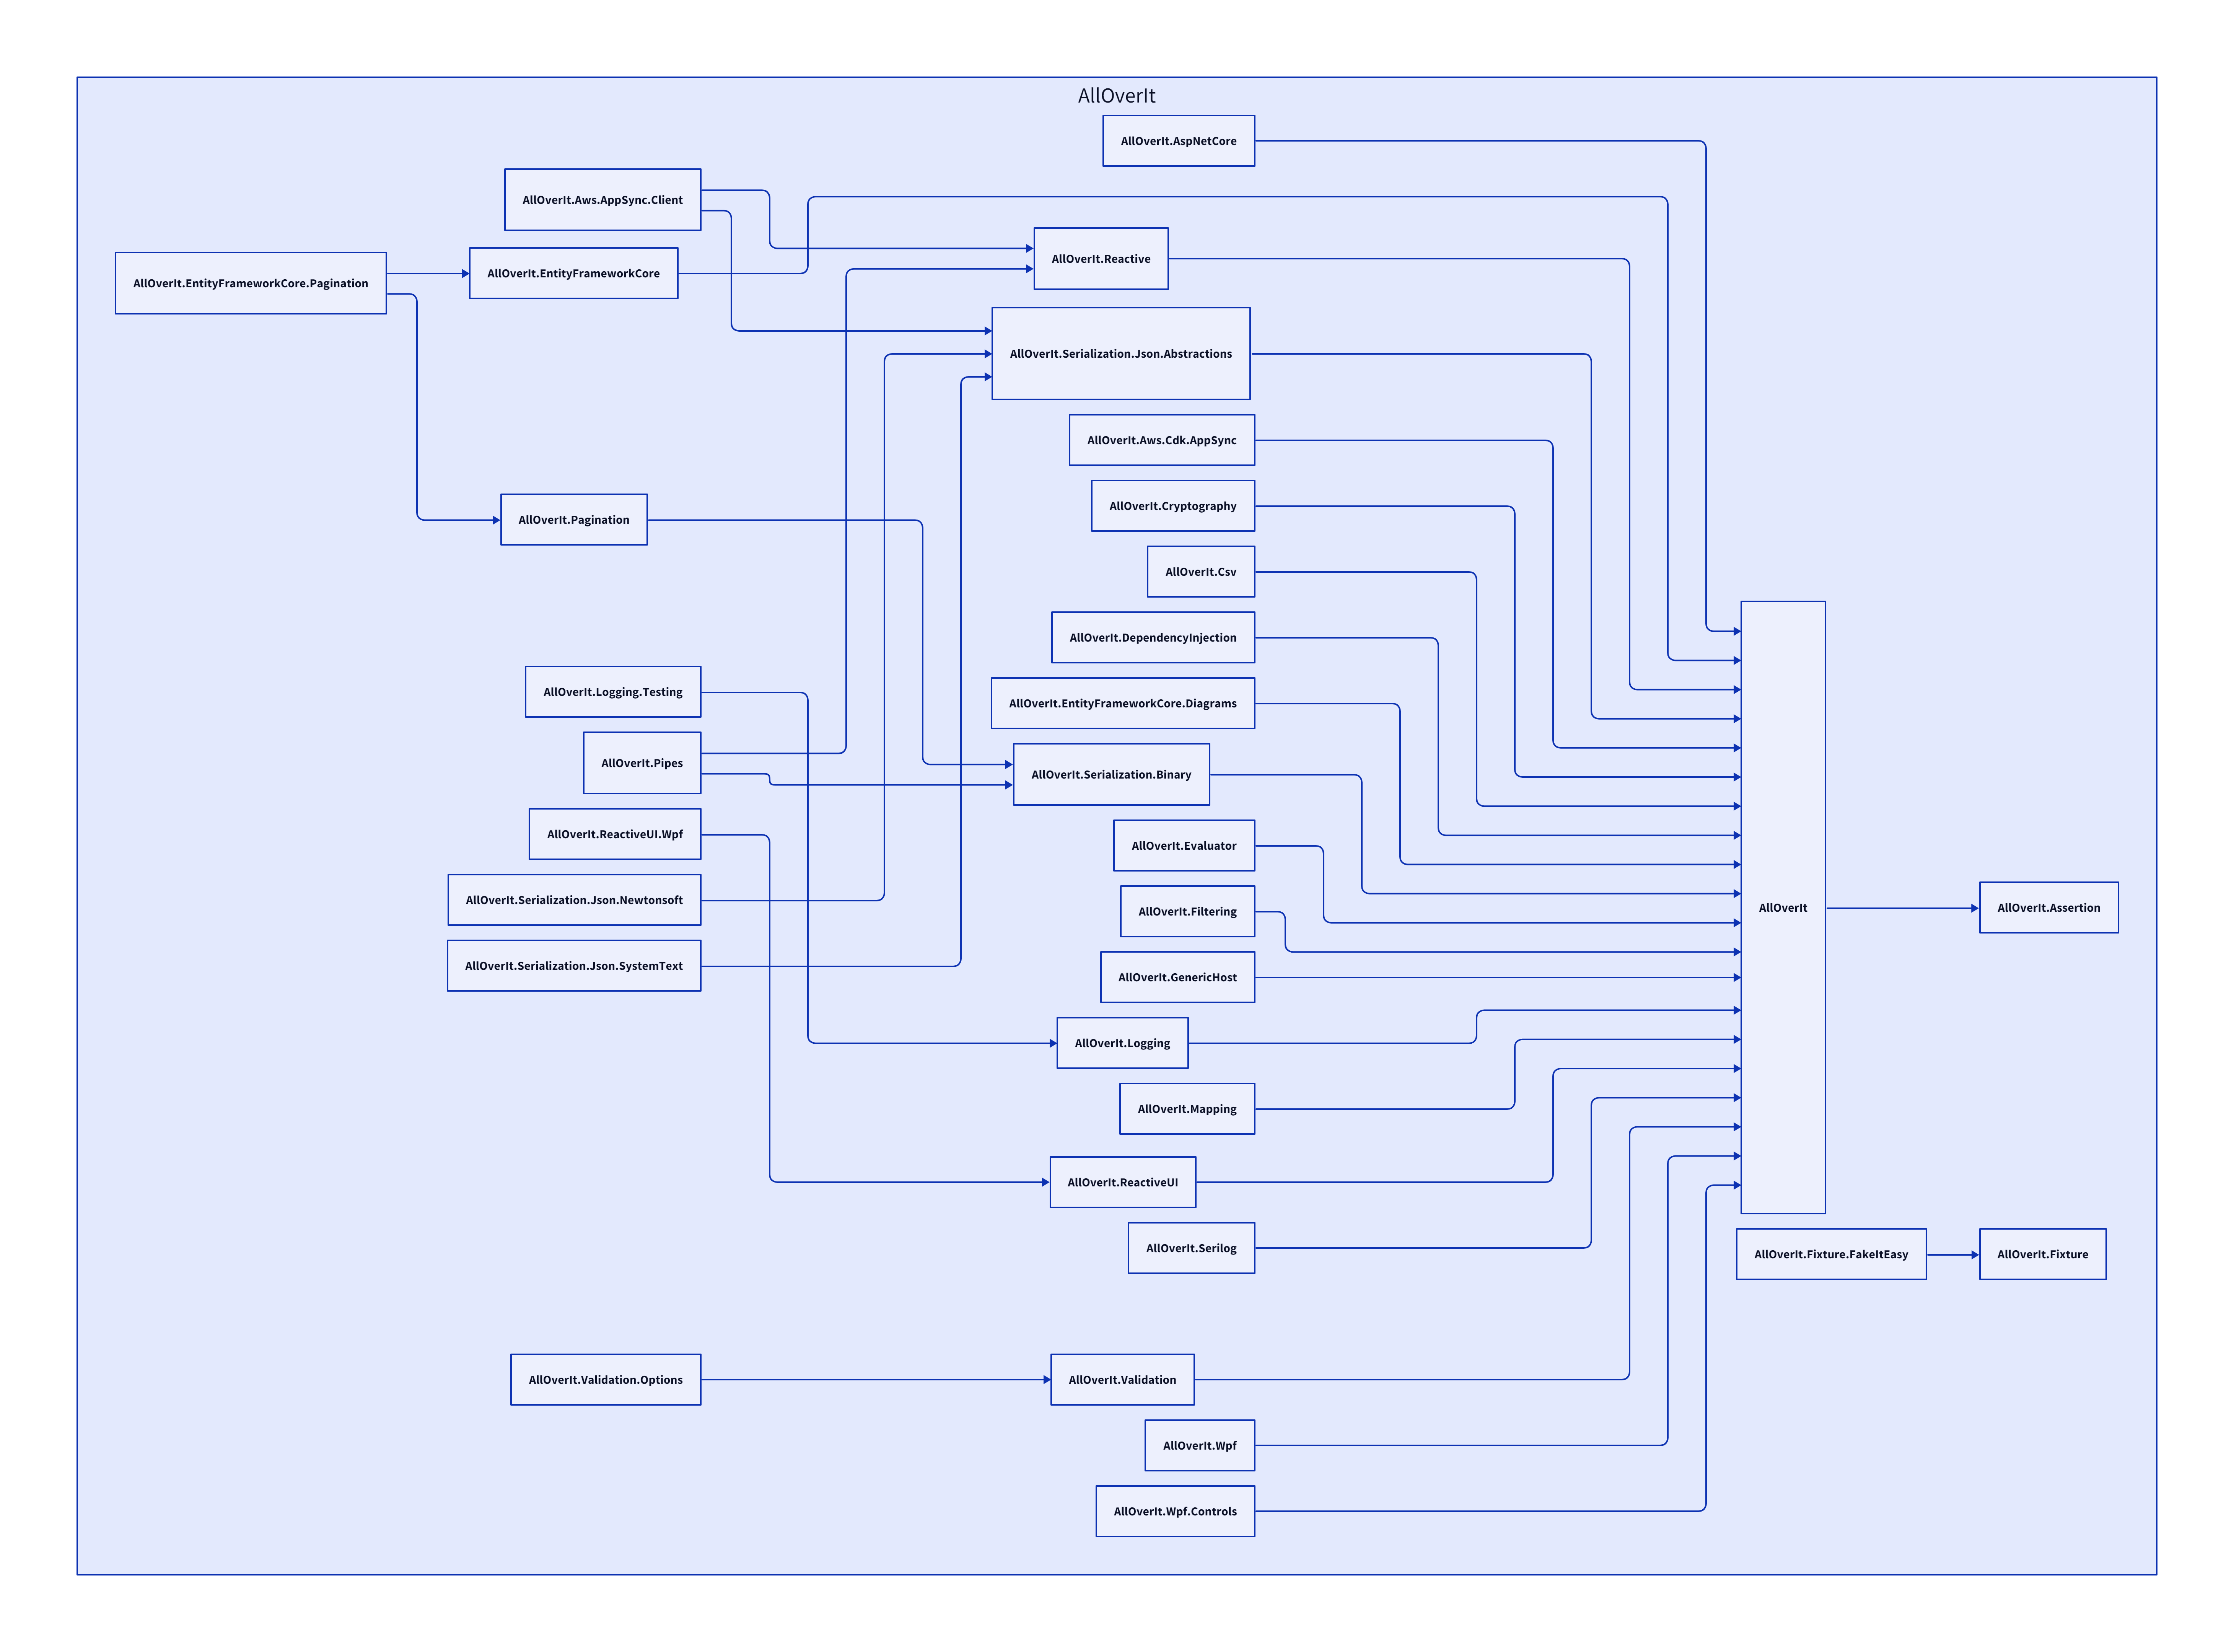 AllOverIt
AllOverIt.AspNetCore
AllOverIt.Aws.AppSync.Client
AllOverIt.Reactive
AllOverIt.EntityFrameworkCore
AllOverIt.EntityFrameworkCore.Pagination
AllOverIt.Serialization.Json.Abstractions
AllOverIt.Aws.Cdk.AppSync
AllOverIt.Cryptography
AllOverIt.Pagination
AllOverIt.Csv
AllOverIt.DependencyInjection
AllOverIt.Logging.Testing
AllOverIt.EntityFrameworkCore.Diagrams
AllOverIt.Pipes
AllOverIt.Serialization.Binary
AllOverIt.ReactiveUI.Wpf
AllOverIt.Evaluator
AllOverIt.Serialization.Json.Newtonsoft
AllOverIt.Filtering
AllOverIt
AllOverIt.Assertion
AllOverIt.Serialization.Json.SystemText
AllOverIt.GenericHost
AllOverIt.Logging
AllOverIt.Mapping
AllOverIt.ReactiveUI
AllOverIt.Serilog
AllOverIt.Fixture.FakeItEasy
AllOverIt.Fixture
AllOverIt.Validation.Options
AllOverIt.Validation
AllOverIt.Wpf
AllOverIt.Wpf.Controls